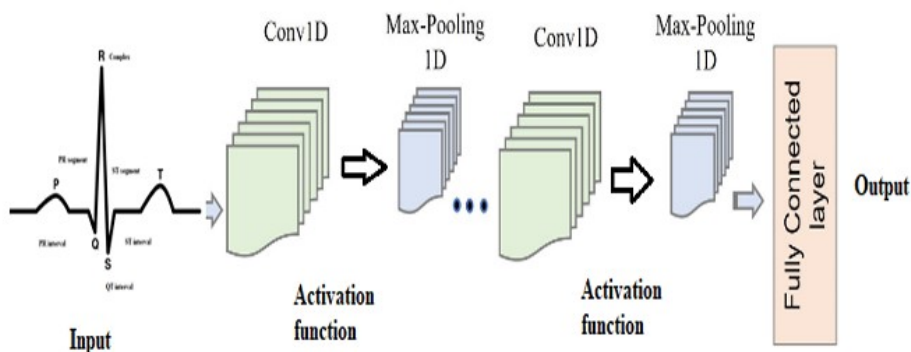 Conv1D
Max-Pooling
1D
Conv1D
Max-Pooling
1D
R Complex
PR segment
ST segment
P
T
Q
S
PR interval
ST interval
QT interval
Input
Activation
function
Activation
function
Fully Connected
layer
Output